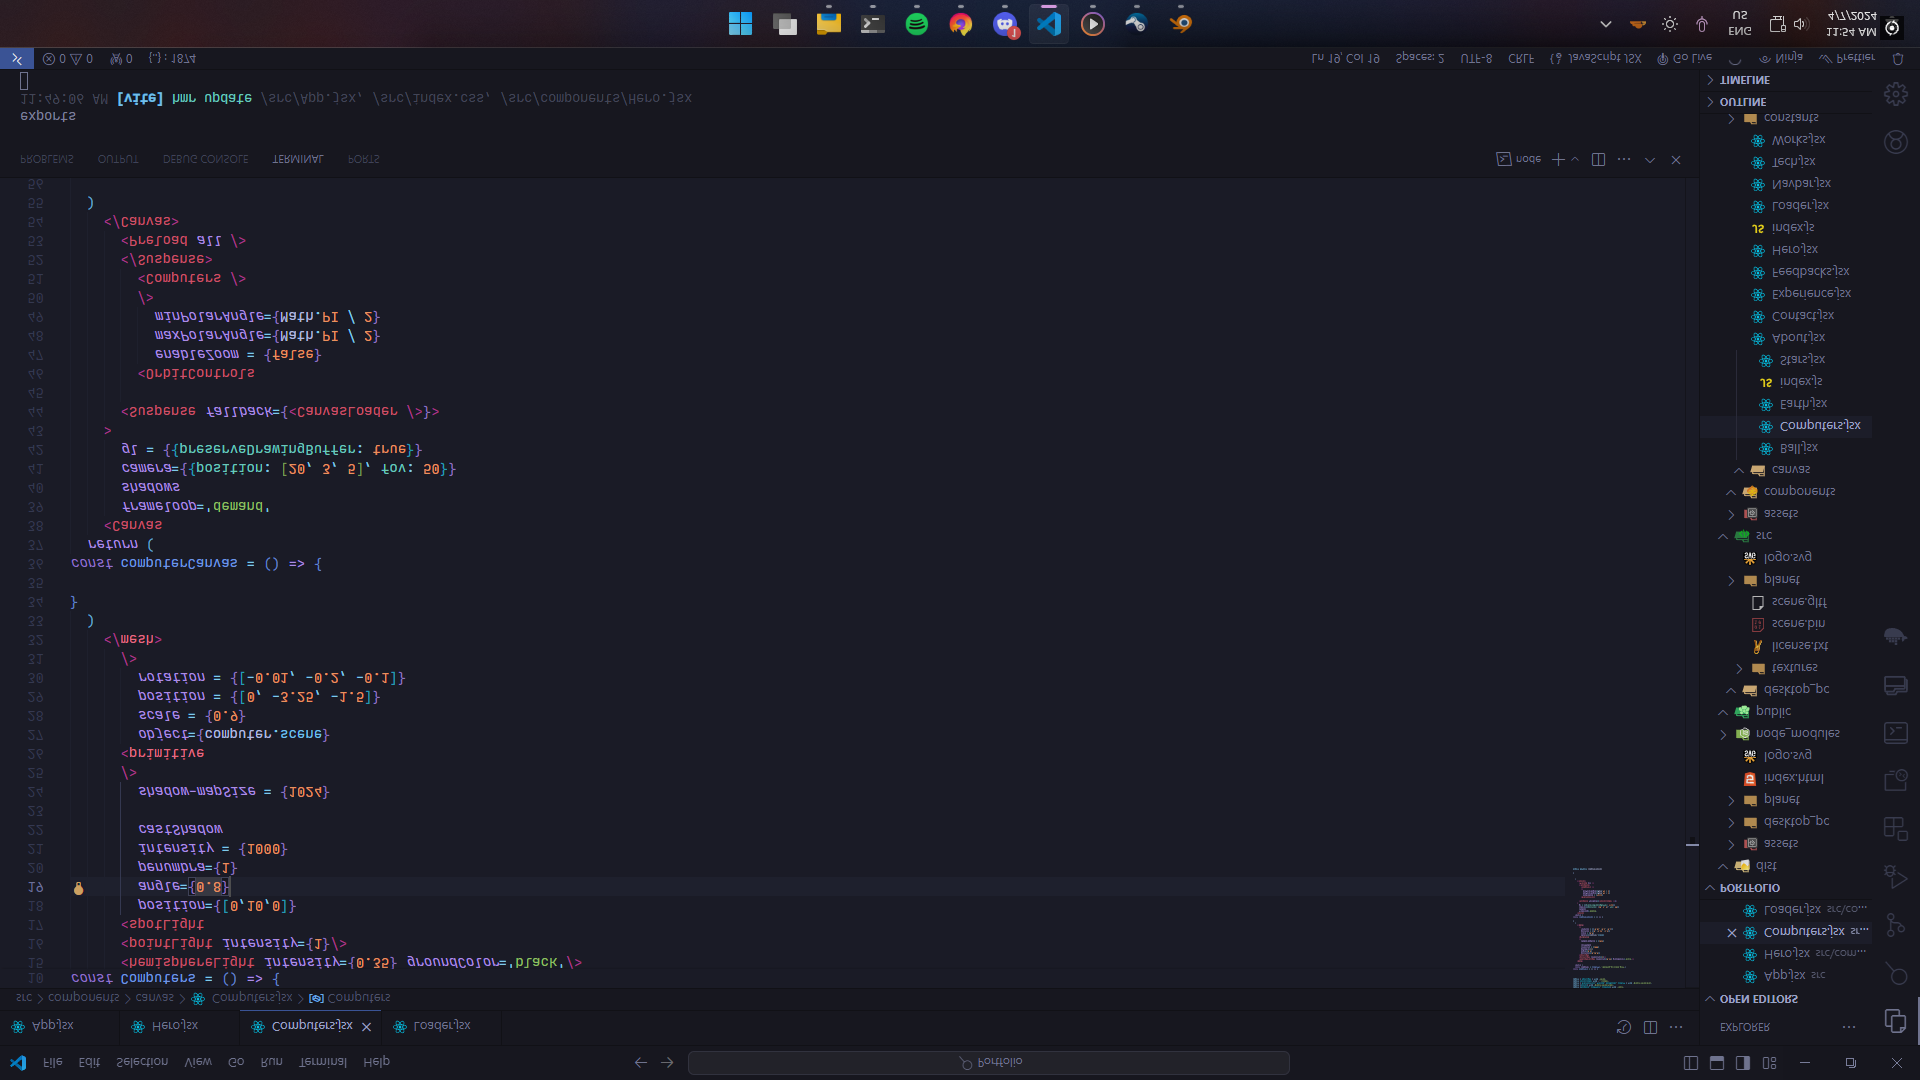 File Edit Selection View Go Run Terminal Help
Portfolio
App.jsx Hero.jsx Computers.jsx Loader.jsx
src > components > canvas > Computers.jsx > Computers
10 const Computers = () => {
15 <hemisphereLight intensity={0.35} groundColor='black'/>
16 <pointLight intensity={1}/>
17 <spotLight
18 position={[0,10,0]}
19 angle={0.8}
20 penumbra={1}
21 intensity = {1000}
22 castShadow
23
24 shadow-mapSize = {1024}
25 />
26 <primitive
27 object={computer.scene}
28 scale = {0.9}
29 position = {[0, -3.25, -1.5]}
30 rotation = {[-0.01, -0.2, -0.1]}
31 />
32 </mesh>
33 )
34 }
35
36 const computerCanvas = () => {
37 return (
38 <Canvas
39 frameloop='demand'
40 shadows
41 camera={{position: [20, 3, 5], fov: 50}}
42 gl = {{preserveDrawingBuffer: true}}
43 >
44 <Suspense fallback={<CanvasLoader />}>
45
46 <OrbitControls
47 enableZoom = {false}
48 maxPolarAngle={Math.PI / 2}
49 minPolarAngle={Math.PI / 2}
50 />
51 <Computers />
52 </Suspense>
53 <Preload all />
54 </Canvas>
55 )
56
PROBLEMS OUTPUT DEBUG CONSOLE TERMINAL PORTS
node
exports
11:49:06 AM [vite] hmr update /src/App.jsx, /src/index.css, /src/components/Hero.jsx
EXPLORER
OPEN EDITORS
App.jsx src
Hero.jsx src/com...
Computers.jsx sr...
Loader.jsx src/co...
PORTFOLIO
dist
assets
desktop_pc
planet
index.html
logo.svg
node_modules
public
desktop_pc
textures
license.txt
scene.bin
scene.gltf
planet
logo.svg
src
assets
components
canvas
Ball.jsx
Computers.jsx
Earth.jsx
index.js
Stars.jsx
About.jsx
Contact.jsx
Experience.jsx
Feedbacks.jsx
Hero.jsx
index.js
Loader.jsx
Navbar.jsx
Tech.jsx
Works.jsx
constants
OUTLINE
TIMELINE
0 0 0 {..} : 1874
Ln 19, Col 19 Spaces: 2 UTF-8 CRLF JavaScript JSX Go Live Ninja Prettier
1
ENG
US
11:54 AM
4/7/2024